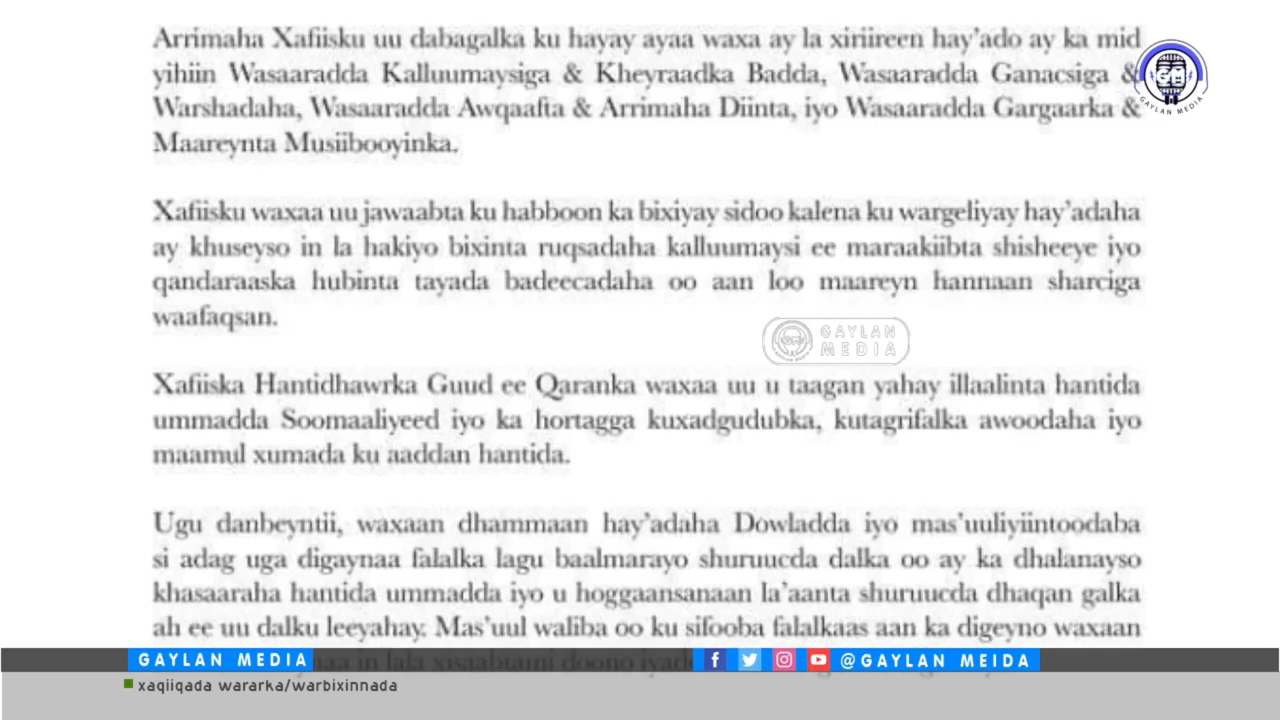 Arrimaha Xafiisku uu dabagalka ku hayay ayaa waxa ay la xiriireen hay'ado ay ka mid
yihiin Wasaaradda Kalluumaysiga & Kheyraadka Badda, Wasaaradda Ganacsiga &
Warshadaha, Wasaaradda Awqaafta & Arrimaha Diinta, iyo Wasaaradda Gargaarka &
Maareynta Musiibooyinka.
GM
GAYLAN MEDIA
Xafiisku waxaa uu jawaabta ku habboon ka bixiyay sidoo kalena ku wargeliyay hay'adaha
ay khuseyso in la hakiyo bixinta ruqsadaha kalluumaysi ee maraakiibta shisheeye iyo
qandaraaska hubinta tayada badeecadaha oo aan loo maareyn hannaan sharciga
waafaqsan.
GM
GAYLAN
MEDIA
Xafiiska Hantidhawrka Guud ee Qaranka waxaa uu u taagan yahay illaalinta hantida
ummadda Soomaaliyeed iyo ka hortagga kuxadgudubka, kutagrifalka awoodaha iyo
maamul xumada ku aaddan hantida.
Ugu danbeyntii, waxaan dhammaan hay'adaha Dowladda iyo mas'uuliyiintoodaba
si adag uga digaynaa falalka lagu baalmarayo shuruucda dalka oo ay ka dhalanayso
khasaaraha hantida ummadda iyo u hoggaansanaan la'aanta shuruucda dhaqan galka
ah ee uu dalku leeyahay. Mas'uul waliba oo ku sifooba falalkaas aan ka digeyno waxaan
in lala xisaabtami doono
GAYLAN MEDIA
@GAYLAN MEIDA
xaqiiqada wararka/warbixinnada